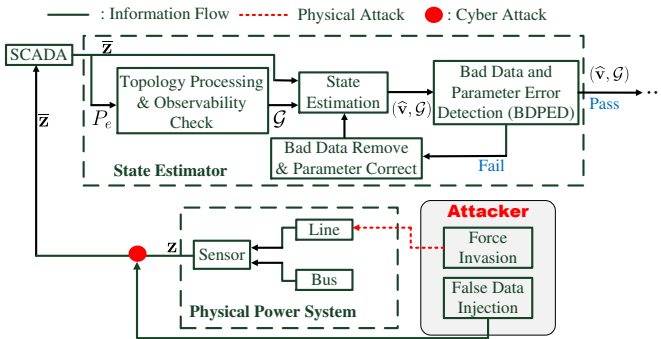 : Information Flow
Physical Attack
: Cyber Attack
SCADA
z̅
z̅
Topology Processing
& Observability
Check
P_e
𝒢
State
Estimation
(v̂, 𝒢)
Bad Data and
Parameter Error
Detection (BDPED)
(v̂, 𝒢)
Pass
..
Bad Data Remove
& Parameter Correct
Fail
State Estimator
Attacker
Force
Invasion
False Data
Injection
z
Sensor
Line
Bus
Physical Power System